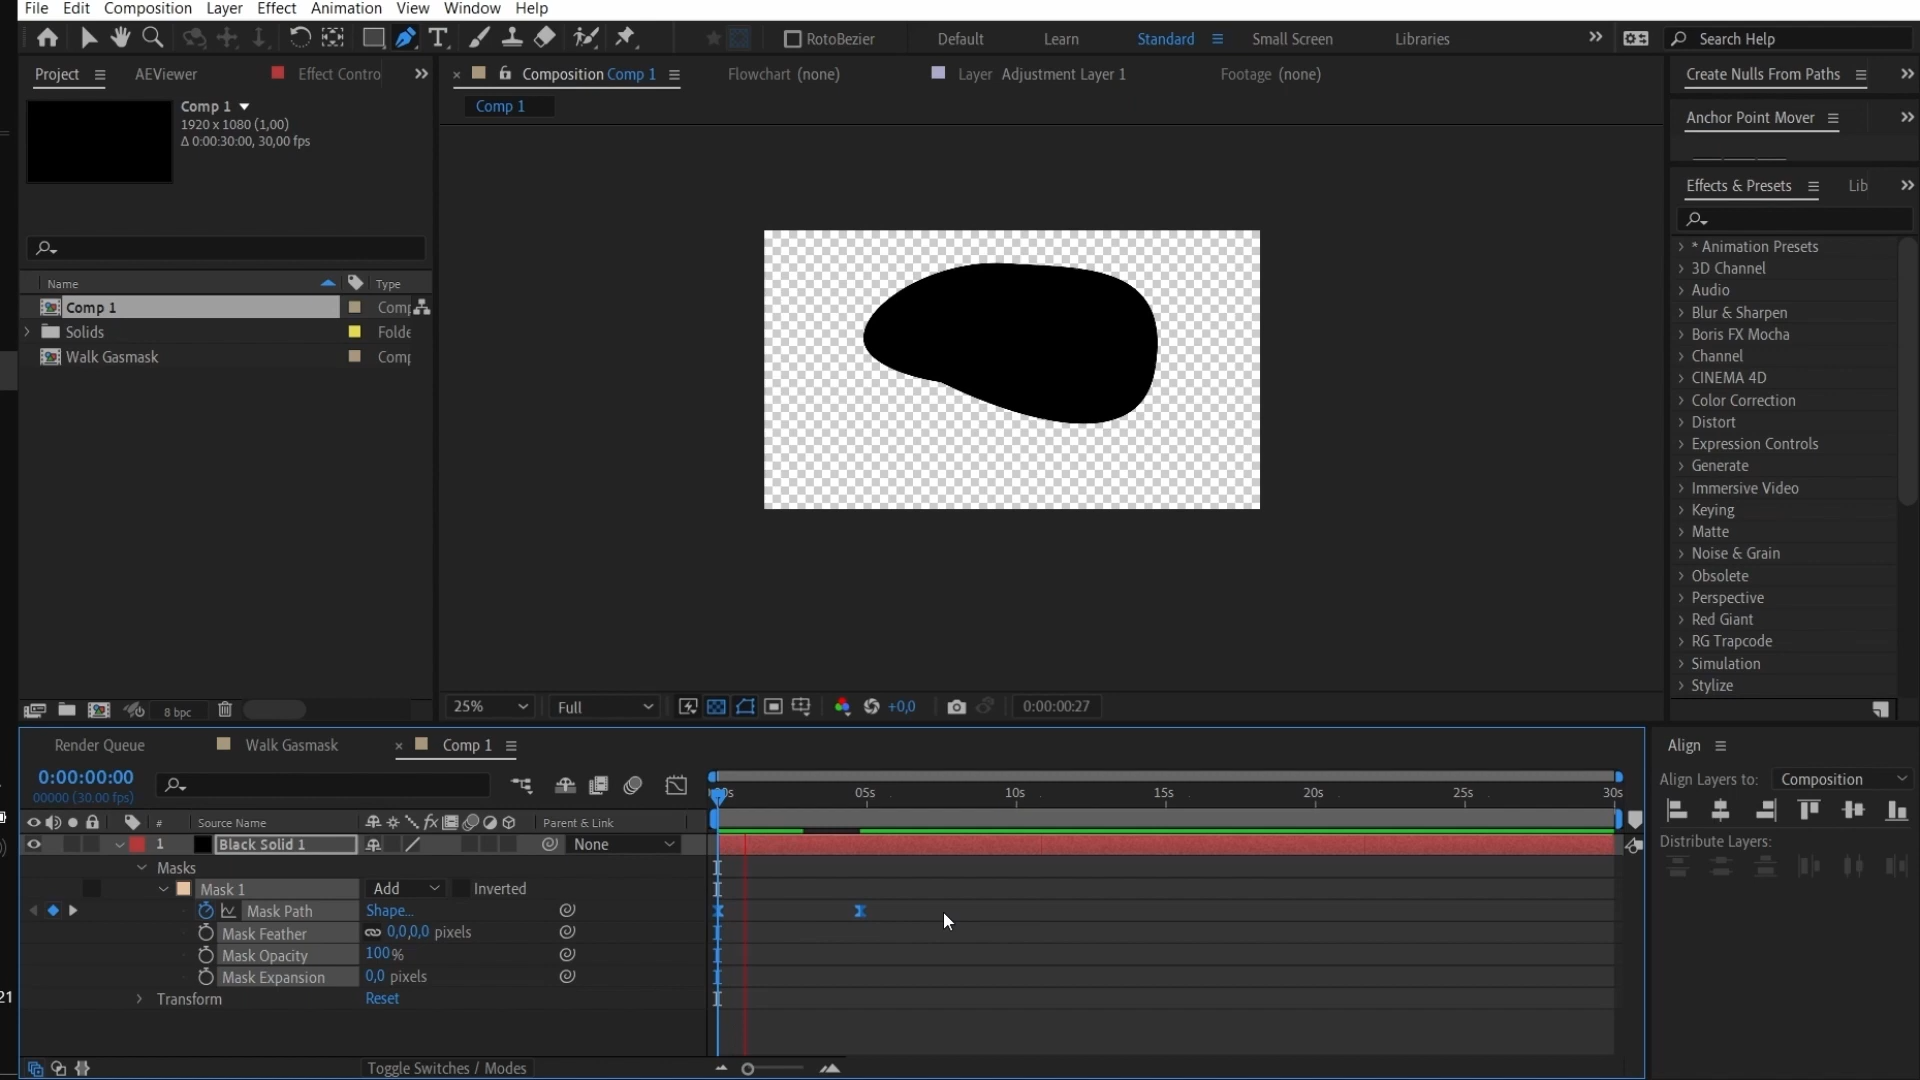 File Edit Composition Layer Effect Animation View Window Help
RotoBezier Default Learn Standard Small Screen Libraries Search Help
Project AEViewer Effect Contro
Composition Comp 1 Flowchart (none) Layer Adjustment Layer 1 Footage (none)
Comp 1
Comp 1
1920 x 1080 (1,00)
Δ 0:00:30:00, 30,00 fps
Name Type
Comp 1 Comp
Solids Folde
Walk Gasmask Comp
8 bpc
25% Full +0,0 0:00:00:27
Create Nulls From Paths
Anchor Point Mover
Effects & Presets Lib
* Animation Presets
3D Channel
Audio
Blur & Sharpen
Boris FX Mocha
Channel
CINEMA 4D
Color Correction
Distort
Expression Controls
Generate
Immersive Video
Keying
Matte
Noise & Grain
Obsolete
Perspective
Red Giant
RG Trapcode
Simulation
Stylize
Render Queue Walk Gasmask Comp 1
0:00:00:00
00000 (30.00 fps)
05s 10s 15s 20s 25s 30s
# Source Name fx Parent & Link
1 Black Solid 1 None
Masks
Mask 1 Add Inverted
Mask Path Shape...
Mask Feather 0,0,0,0 pixels
Mask Opacity 100%
Mask Expansion 0,0 pixels
Transform Reset
21
Toggle Switches / Modes
Align
Align Layers to: Composition
Distribute Layers: